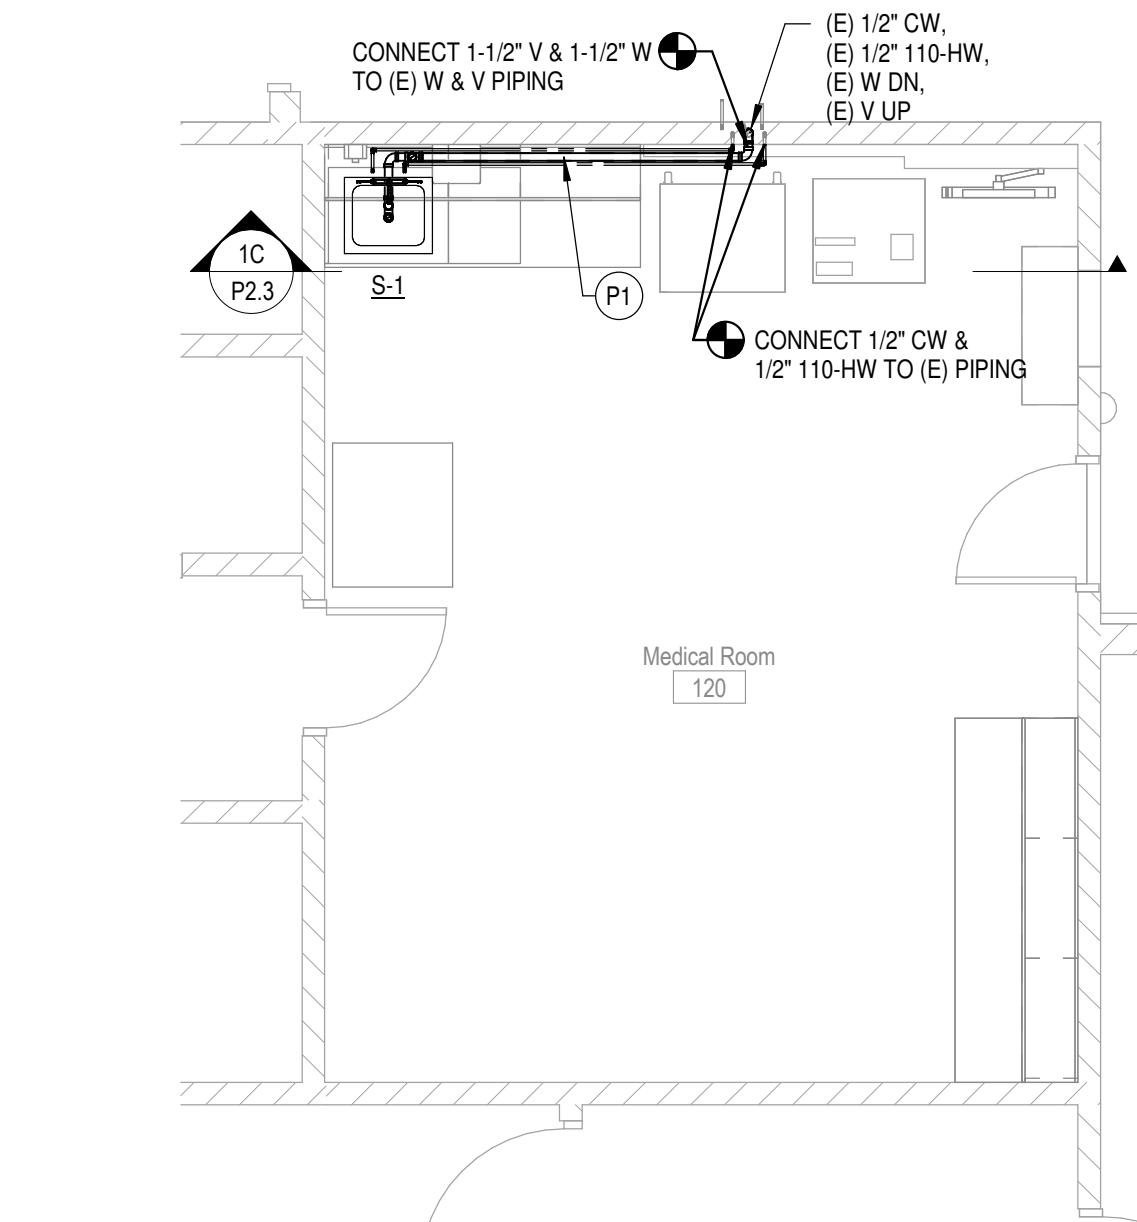 (E) 1/2" CW,
(E) 1/2" 110-HW,
(E) W DN,
(E) V UP
CONNECT 1-1/2" V & 1-1/2" W
TO (E) W & V PIPING
1C
P2.3
S-1
P1
CONNECT 1/2" CW &
1/2" 110-HW TO (E) PIPING
Medical Room
120